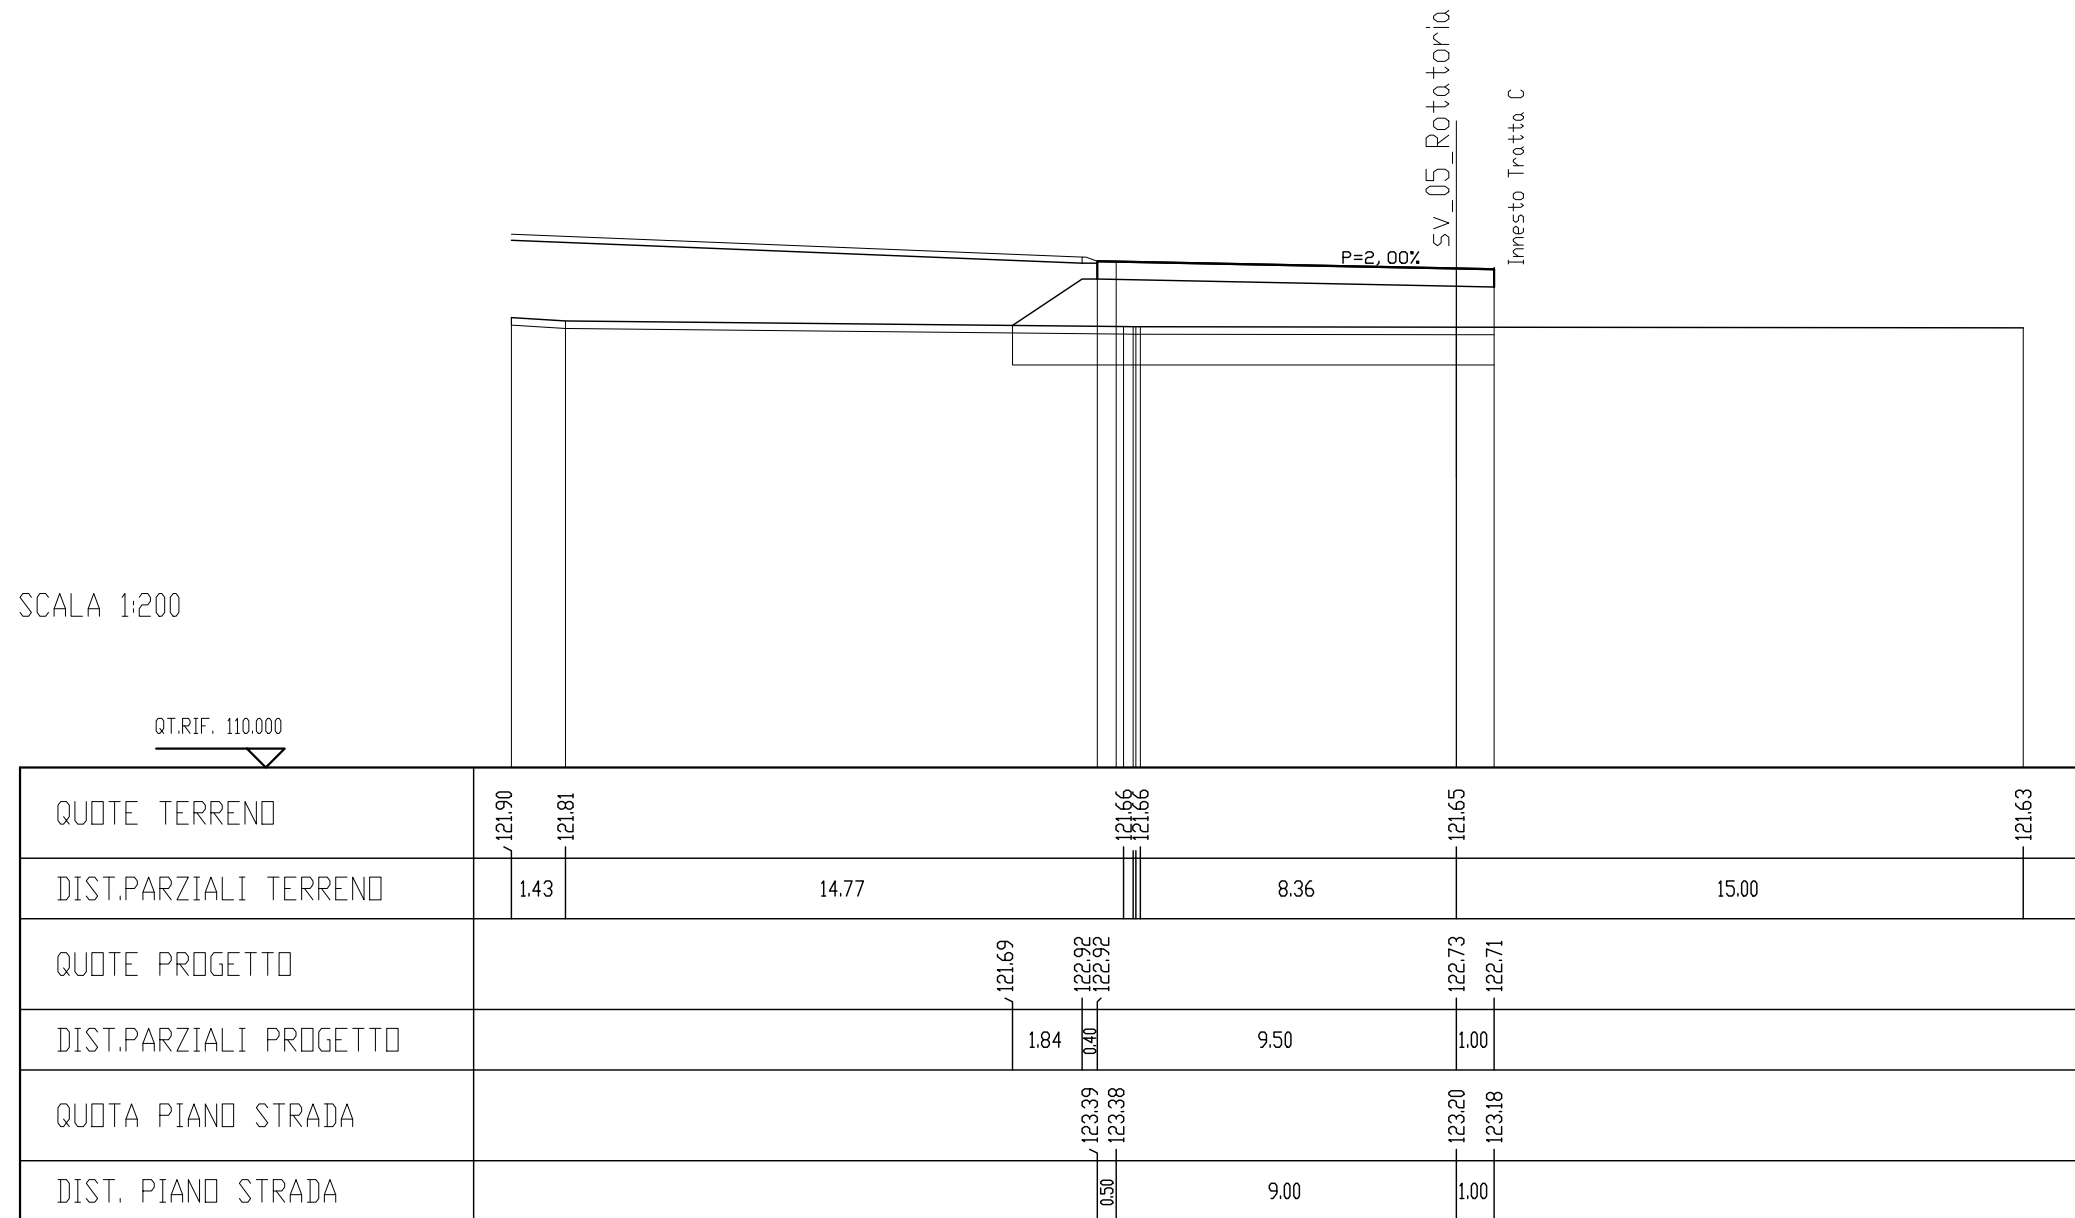 sv_05_Rotatoria
Innesto Tratta C
P=2,00%
SCALA 1:200
QT.RIF. 110.000
QUOTE TERRENO 121.90 121.81 121.66 121.66 121.65 121.63
DIST.PARZIALI TERRENO 1.43 14.77 8.36 15.00
QUOTE PROGETTO 121.69 122.92 122.92 122.73 122.71
DIST.PARZIALI PROGETTO 1.84 0.40 9.50 1.00
QUOTA PIANO STRADA 123.39 123.38 123.20 123.18
DIST. PIANO STRADA 0.50 9.00 1.00